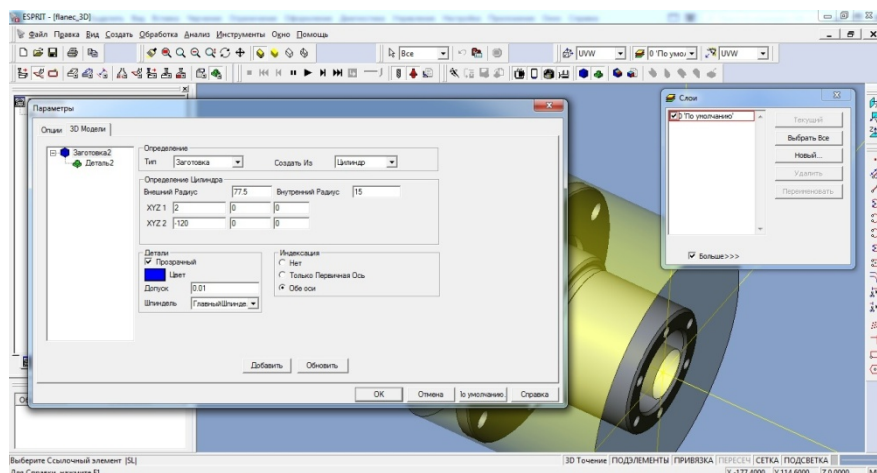 ESPRIT - [flanec_3D]
Файл Правка Вид Создать Обработка Анализ Инструменты Окно Помощь
Все
UVW
0 'По умол
UVW
Параметры
Опции 3D Модели
Заготовка2
Деталь2
Определение
Тип Заготовка Создать Из Цилиндр
Определение Цилиндра
Внешний Радиус 77.5 Внутренний Радиус 15
XYZ 1 2 0 0
XYZ 2 -120 0 0
Детали
Прозрачный
Цвет
Допуск 0.01
Шпиндель ГлавныйШпинде
Индексация
Нет
Только Первичная Ось
Обе оси
Добавить Обновить
OK Отмена Іо умолчанию. Справка
Слои
0 'По умолчанию'
Текущий
Выбрать Все
Новый...
Удалить
Переименовать
Больше>>>
Выберите Ссылочный элемент |SL|
3D Точение ПОДЭЛЕМЕНТЫ ПРИВЯЗКА ПЕРЕСЕЧ СЕТКА ПОДСВЕТКА
Для Справки, нажмите F1
X -177.4000 Y 114.6000 Z 0.0000